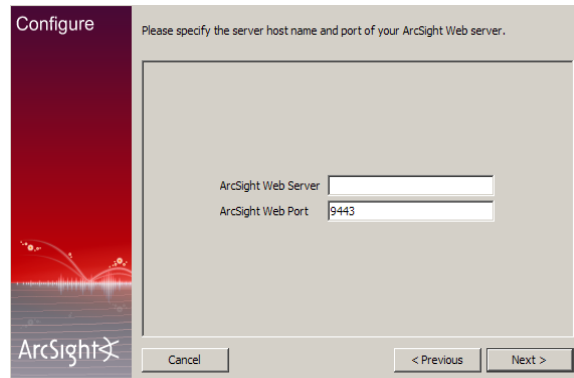 Configure
Please specify the server host name and port of your ArcSight Web server.
ArcSight Web Server
ArcSight Web Port 9443
ArcSight
Cancel < Previous Next >